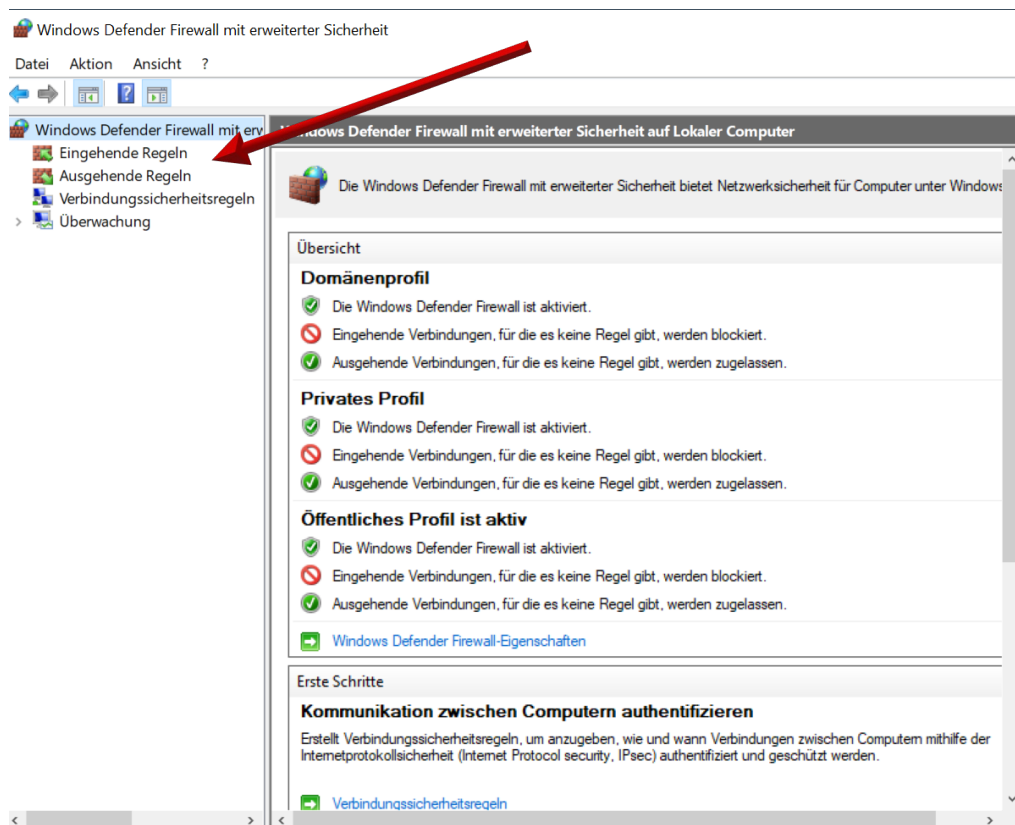 Windows Defender Firewall mit erweiterter Sicherheit
Datei Aktion Ansicht ?
Windows Defender Firewall mit erw
Eingehende Regeln
Ausgehende Regeln
Verbindungssicherheitsregeln
Überwachung
Windows Defender Firewall mit erweiterter Sicherheit auf Lokaler Computer
Die Windows Defender Firewall mit erweiterter Sicherheit bietet Netzwerksicherheit für Computer unter Windows
Übersicht
Domänenprofil
Die Windows Defender Firewall ist aktiviert.
Eingehende Verbindungen, für die es keine Regel gibt, werden blockiert.
Ausgehende Verbindungen, für die es keine Regel gibt, werden zugelassen.
Privates Profil
Die Windows Defender Firewall ist aktiviert.
Eingehende Verbindungen, für die es keine Regel gibt, werden blockiert.
Ausgehende Verbindungen, für die es keine Regel gibt, werden zugelassen.
Öffentliches Profil ist aktiv
Die Windows Defender Firewall ist aktiviert.
Eingehende Verbindungen, für die es keine Regel gibt, werden blockiert.
Ausgehende Verbindungen, für die es keine Regel gibt, werden zugelassen.
Windows Defender Firewall-Eigenschaften
Erste Schritte
Kommunikation zwischen Computern authentifizieren
Erstellt Verbindungssicherheitsregeln, um anzugeben, wie und wann Verbindungen zwischen Computern mithilfe der
Internetprotokollsicherheit (Internet Protocol security, IPsec) authentifiziert und geschützt werden.
Verbindungssicherheitsregeln